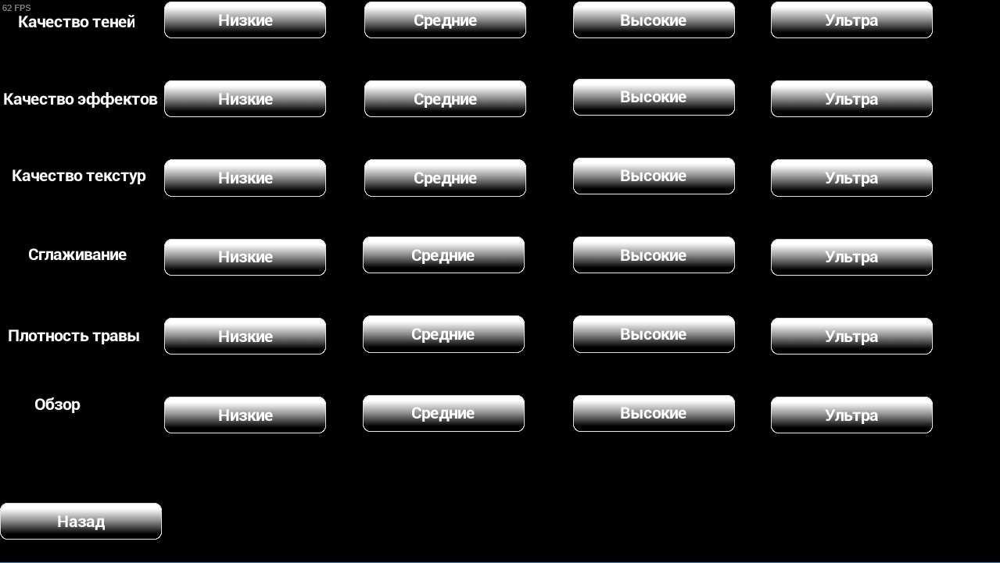 62 FPS
Качество теней Низкие Средние Высокие Ультра
Качество эффектов Низкие Средние Высокие Ультра
Качество текстур Низкие Средние Высокие Ультра
Сглаживание Низкие Средние Высокие Ультра
Плотность травы Низкие Средние Высокие Ультра
Обзор Низкие Средние Высокие Ультра
Назад